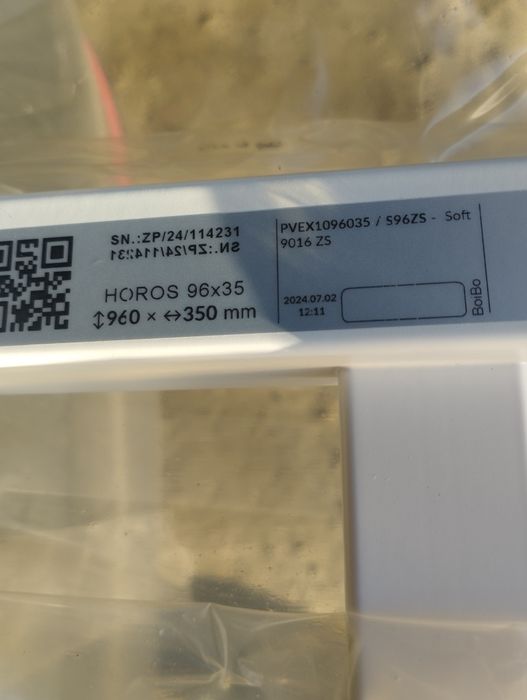 SN.:ZP/24/114231
SN.:ZP/24/114231
HOROS 96x35
↕960 × ↔350 mm
PVEX1096035 / S96ZS - Soft
9016 ZS
2024.07.02
12:11
BoiBo